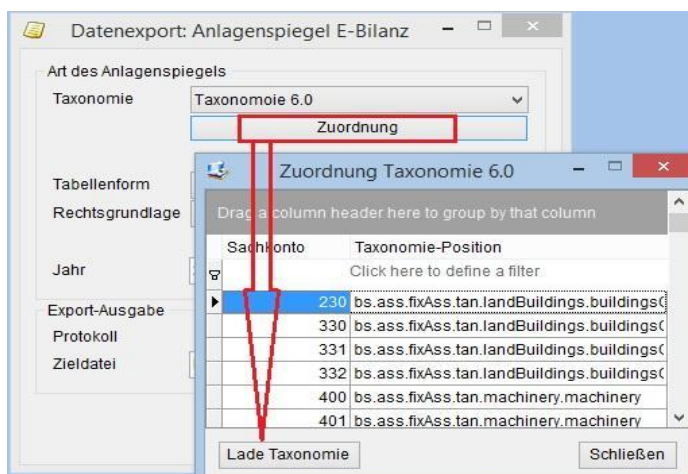 Datenexport: Anlagenspiegel E-Bilanz
Art des Anlagenspiegels
Taxonomie
Taxonomoie 6.0
Zuordnung
Tabellenform
Rechtsgrundlage
Jahr
Export-Ausgabe
Protokoll
Zieldatei
Zuordnung Taxonomie 6.0
Drag a column header here to group by that column
Sachkonto Taxonomie-Position
Click here to define a filter
230 bs.ass.fixAss.tan.landBuildings.buildings(
330 bs.ass.fixAss.tan.landBuildings.buildings(
331 bs.ass.fixAss.tan.landBuildings.buildings(
332 bs.ass.fixAss.tan.landBuildings.buildings(
400 bs.ass.fixAss.tan.machinery.machinery
401 bs.ass.fixAss.tan.machinery.machinery
Lade Taxonomie
Schließen